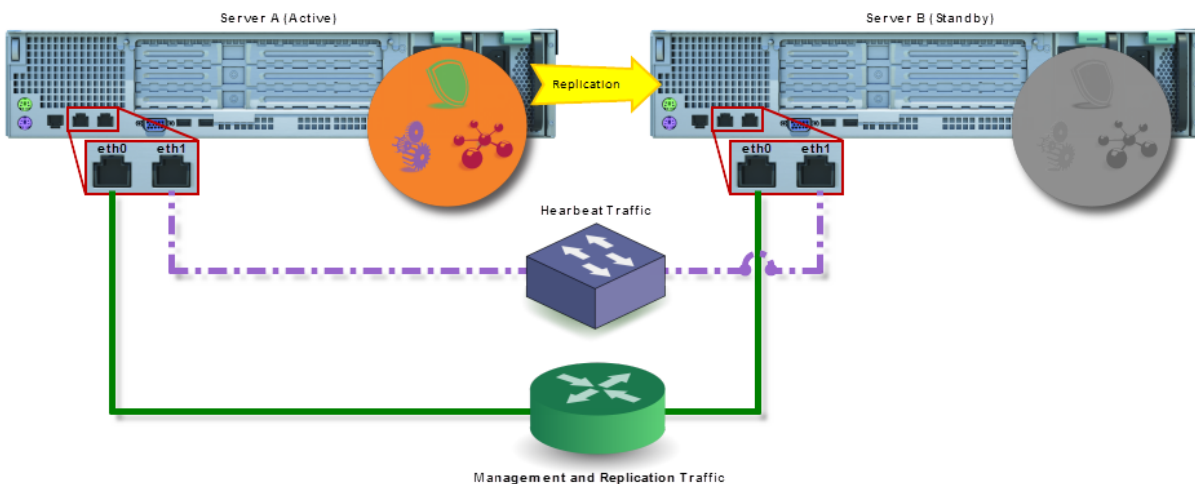 Server A (Active)
Server B (Standby)
Replication
eth0 eth1
eth0 eth1
Hearbeat Traffic
Management and Replication Traffic